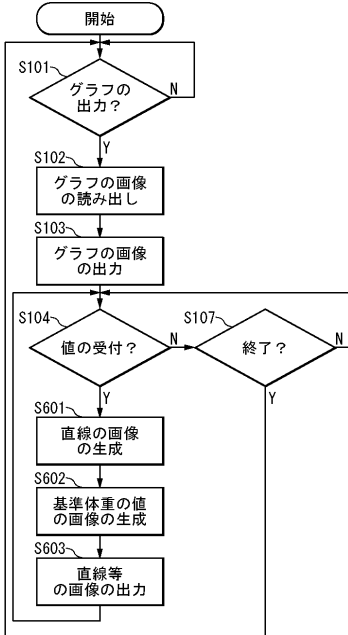 開始
S101
グラフの
出力？
N
Y
S102
グラフの画像
の読み出し
S103
グラフの画像
の出力
S104
値の受付？
N
S107
終了？
N
Y
Y
S601
直線の画像
の生成
S602
基準体重の値
の画像の生成
S603
直線等
の画像の出力